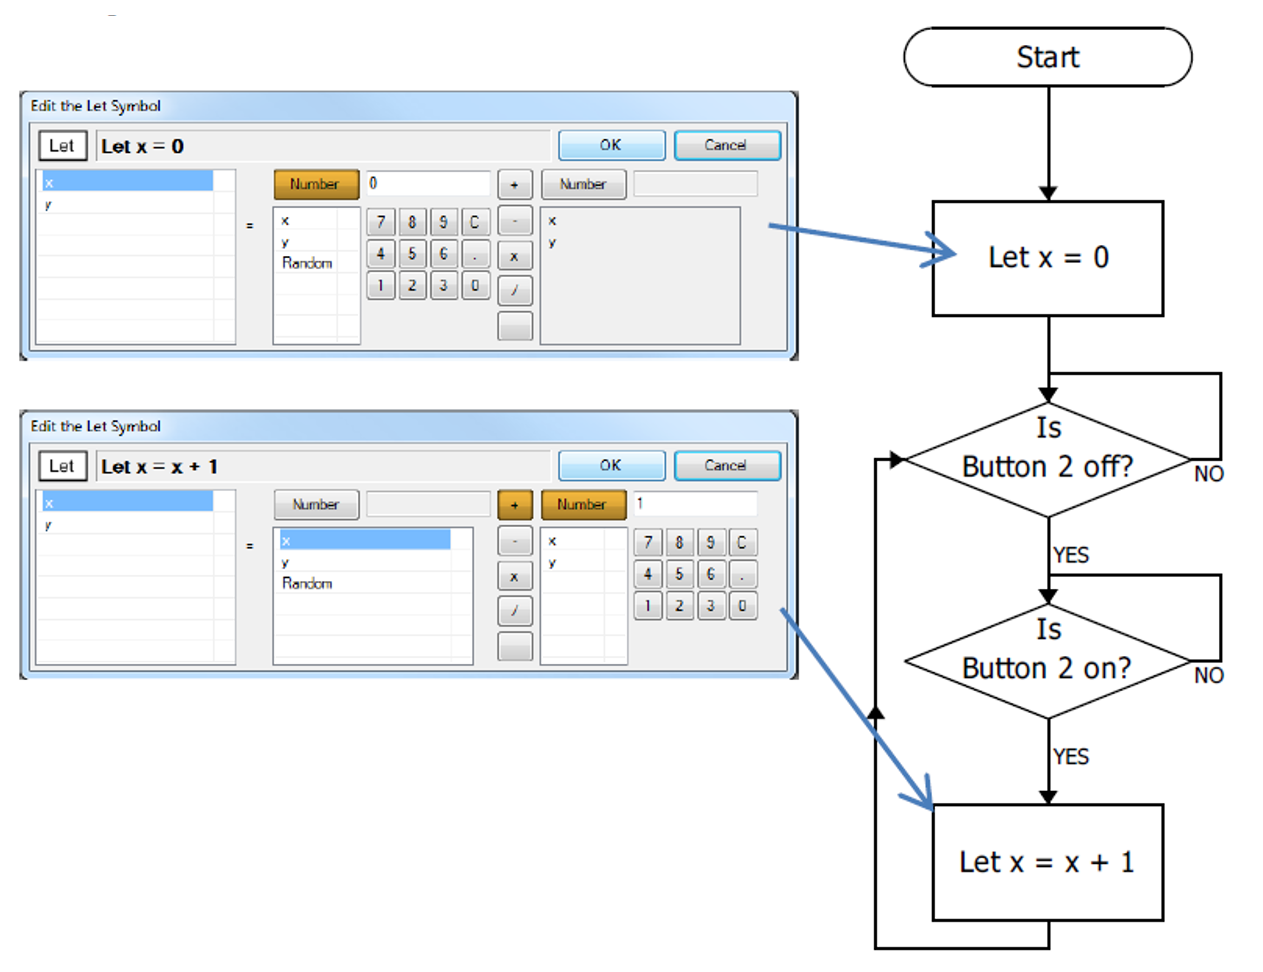 Edit the Let Symbol
Let Let x = 0 OK Cancel
x Number 0 + Number
y
=
x 7 8 9 C - x
y 4 5 6 . x y
Random
1 2 3 0 /
Edit the Let Symbol
Let Let x = x + 1 OK Cancel
x Number + Number 1
y
=
x - x 7 8 9 C
y x y 4 5 6 .
Random
/ 1 2 3 0
Start
Let x = 0
Is
Button 2 off?
NO
YES
Is
Button 2 on?
NO
YES
Let x = x + 1